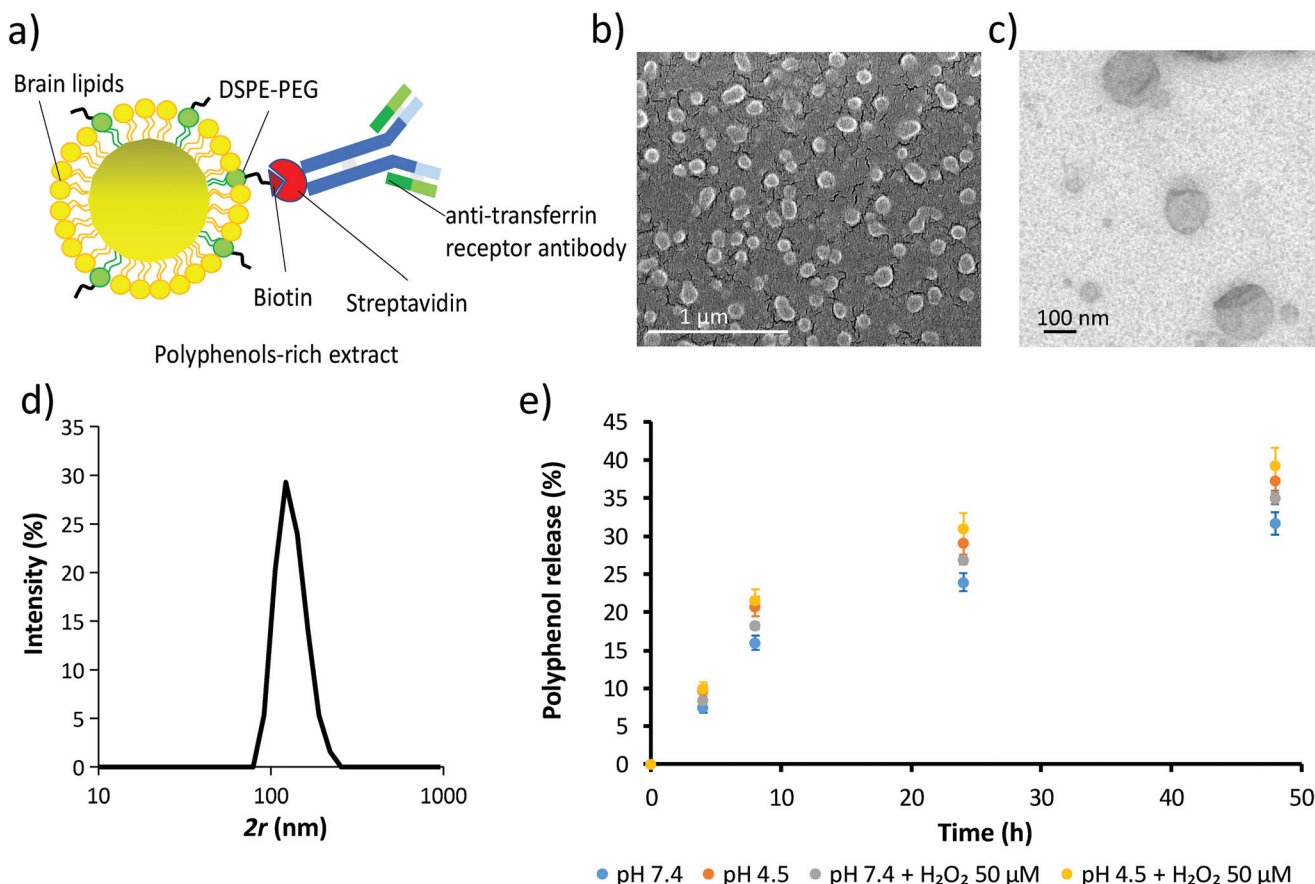 a)
Brain lipids
DSPE-PEG
anti-transferrin
receptor antibody
Biotin
Streptavidin
Polyphenols-rich extract
b)
1 µm
c)
100 nm
d)
Intensity (%)
35
30
25
20
15
10
5
0
10
100
1000
2r (nm)
e)
Polyphenol release (%)
45
40
35
30
25
20
15
10
5
0
0
10
20
30
40
50
Time (h)
pH 7.4
pH 4.5
pH 7.4 + H₂O₂ 50 µM
pH 4.5 + H₂O₂ 50 µM